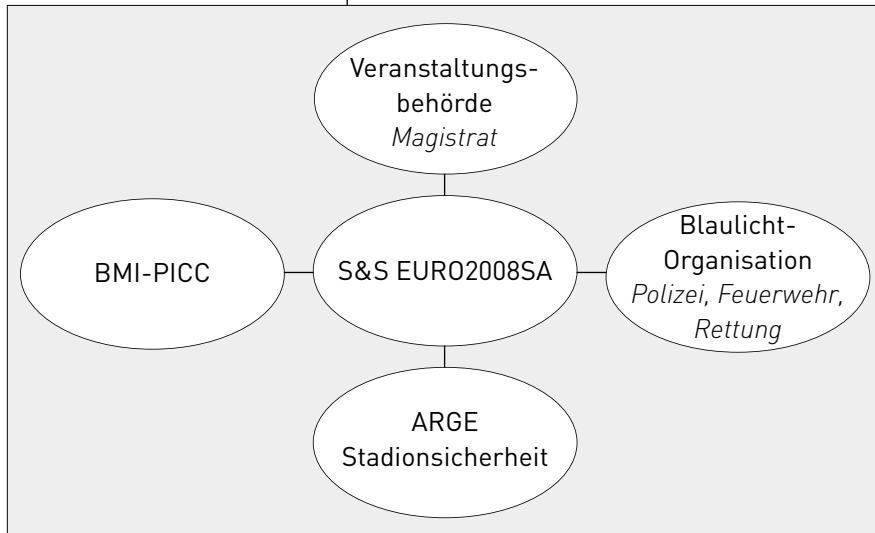 Veranstaltungs-
behörde
Magistrat
BMI-PICC
S&S EURO2008SA
Blaulicht-
Organisation
Polizei, Feuerwehr,
Rettung
ARGE
Stadionsicherheit